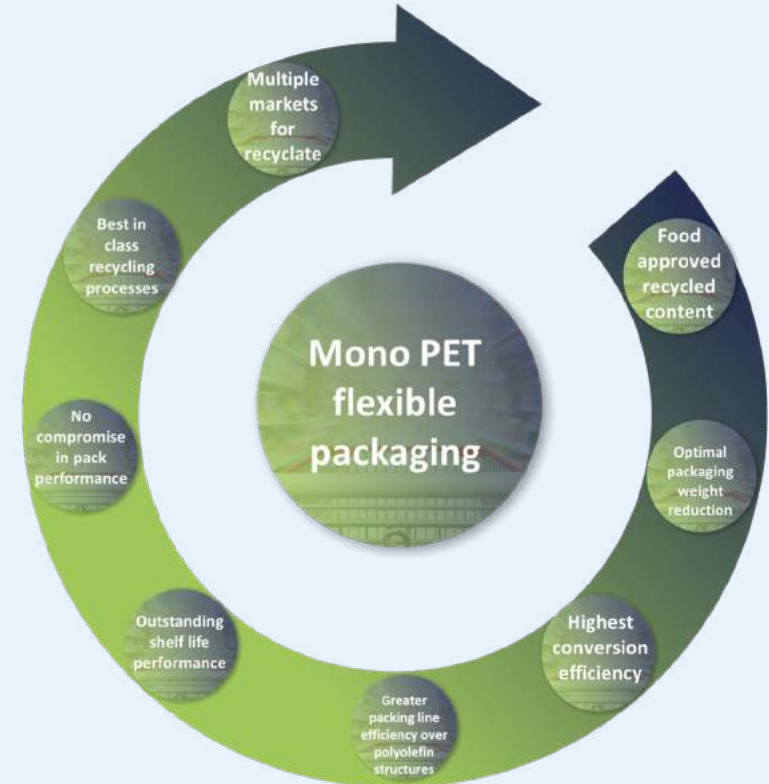 Mono PET
flexible
packaging
Food
approved
recycled
content
Optimal
packaging
weight
reduction
Highest
conversion
efficiency
Greater
packing line
efficiency over
polyolefin
structures
Outstanding
shelf life
performance
No
compromise
in pack
performance
Best in
class
recycling
processes
Multiple
markets
for
recyclate